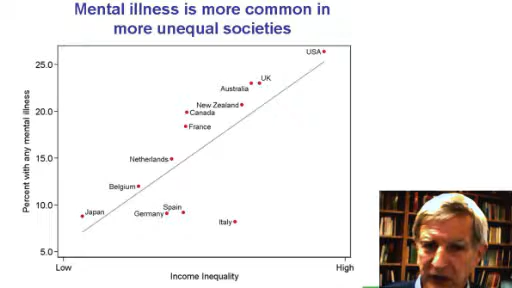 Mental illness is more common in
more unequal societies
USA
25.0
UK
Australia
New Zealand
20.0
Canada
France
15.0
Netherlands
Belgium
10.0
Japan
Spain
Germany
Italy
5.0
Percent with any mental illness
Low
High
Income Inequality